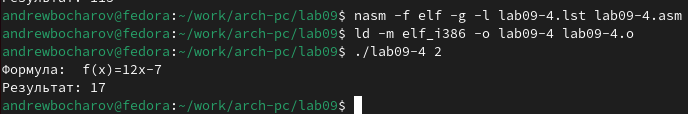 Результат: 113
andrewbocharov@fedora:~/work/arch-pc/lab09$ nasm -f elf -g -l lab09-4.lst lab09-4.asm
andrewbocharov@fedora:~/work/arch-pc/lab09$ ld -m elf_i386 -o lab09-4 lab09-4.o
andrewbocharov@fedora:~/work/arch-pc/lab09$ ./lab09-4 2
Формула:  f(x)=12x-7
Результат: 17
andrewbocharov@fedora:~/work/arch-pc/lab09$